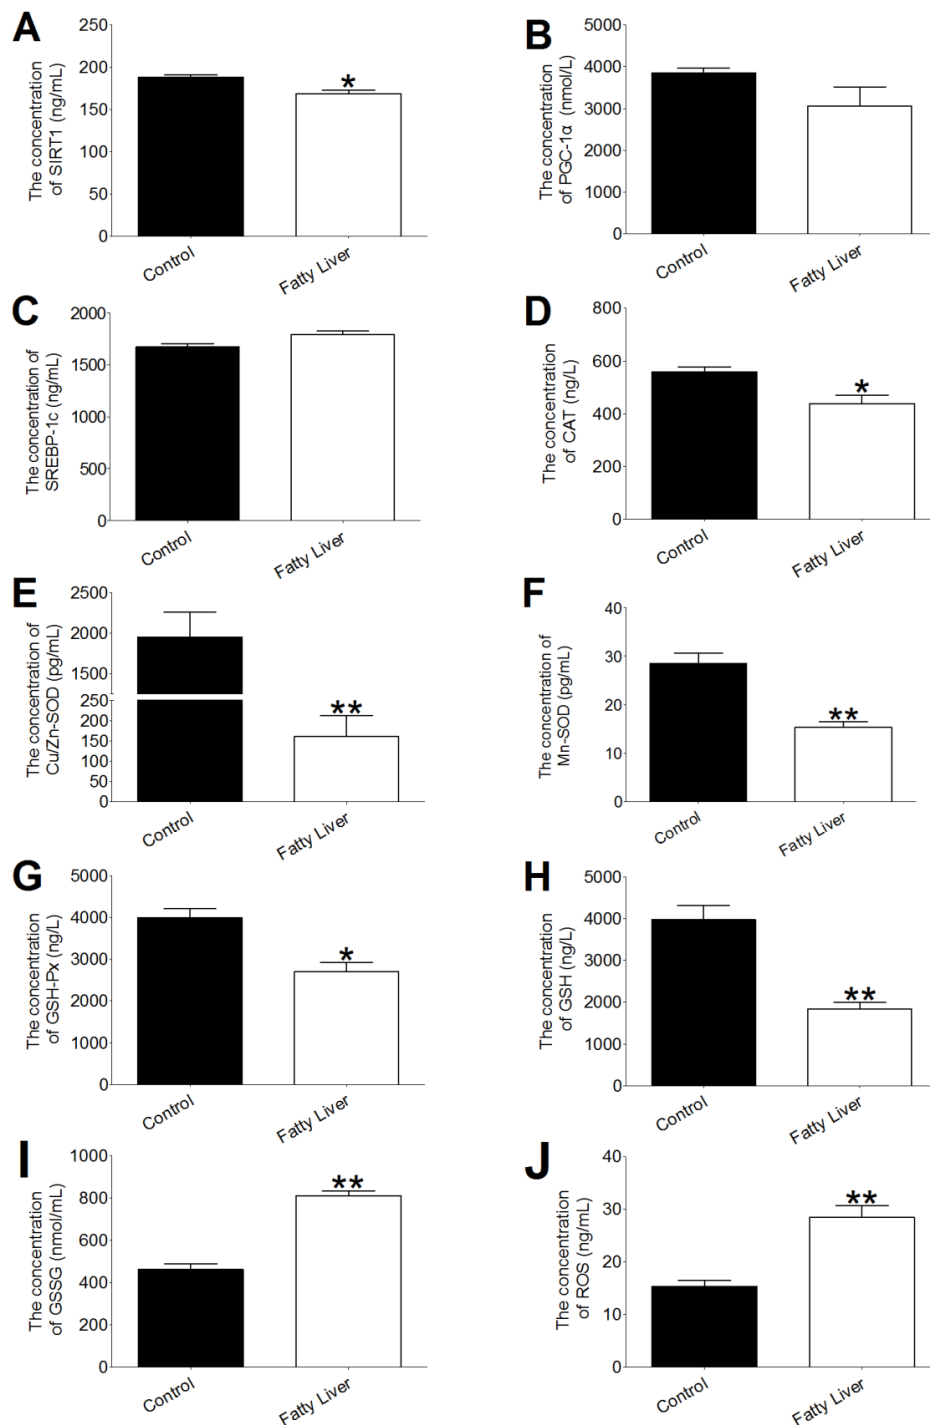 A
The concentration
of SIRT1 (ng/mL)
250
200
150
100
50
0
*
Control
Fatty Liver
B
The concentration
of PGC-1α (nmol/L)
5000
4000
3000
2000
1000
0
Control
Fatty Liver
C
The concentration of
SREBP-1c (ng/mL)
2000
1500
1000
500
0
Control
Fatty Liver
D
The concentration
of CAT (ng/L)
800
600
400
200
0
*
Control
Fatty Liver
E
The concentration of
Cu/Zn-SOD (pg/mL)
2500
2000
1500
250
200
150
100
50
0
**
Control
Fatty Liver
F
The concentration of
Mn-SOD (pg/mL)
40
30
20
10
0
**
Control
Fatty Liver
G
The concentration
of GSH-Px (ng/L)
5000
4000
3000
2000
1000
0
*
Control
Fatty Liver
H
The concentration
of GSH (ng/L)
5000
4000
3000
2000
1000
0
**
Control
Fatty Liver
I
The concentration
of GSSG (nmol/mL)
1000
800
600
400
200
0
**
Control
Fatty Liver
J
The concentration
of ROS (ng/mL)
40
30
20
10
0
**
Control
Fatty Liver